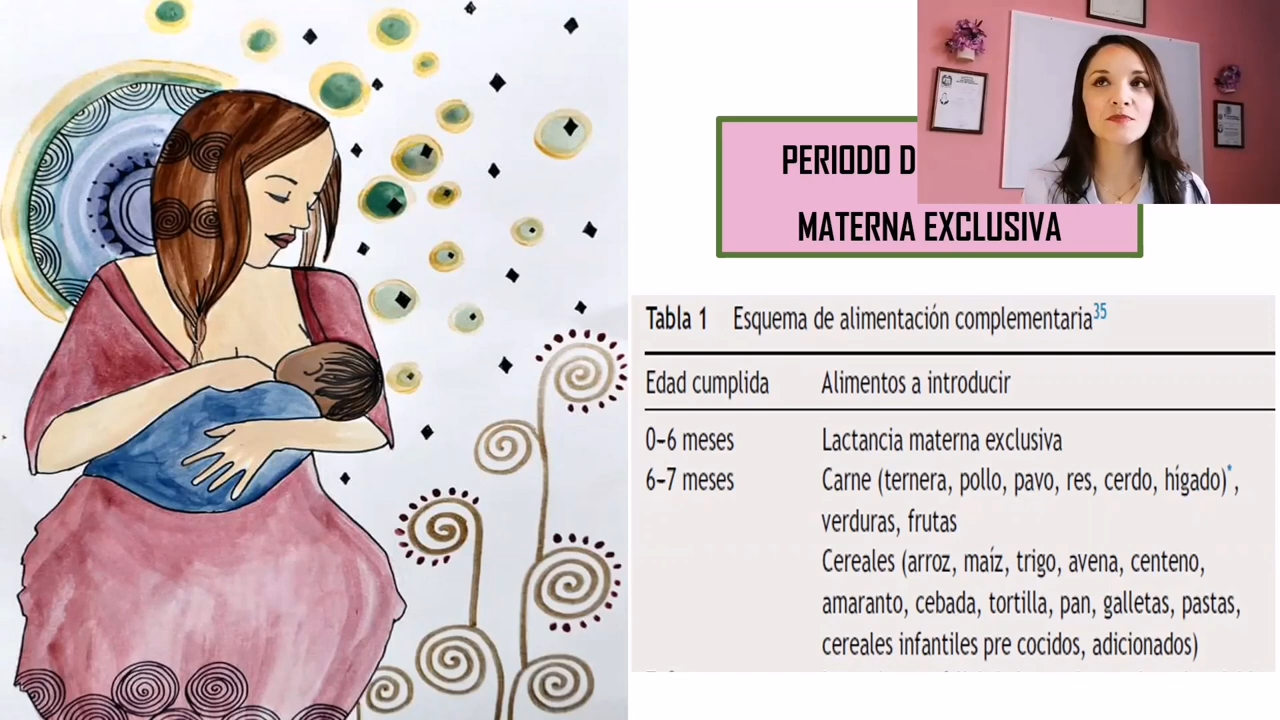 PERIODO D
MATERNA EXCLUSIVA
Tabla 1 Esquema de alimentación complementaria35
Edad cumplida Alimentos a introducir
0-6 meses Lactancia materna exclusiva
6-7 meses Carne (ternera, pollo, pavo, res, cerdo, hígado)*,
verduras, frutas
Cereales (arroz, maíz, trigo, avena, centeno,
amaranto, cebada, tortilla, pan, galletas, pastas,
cereales infantiles pre cocidos, adicionados)